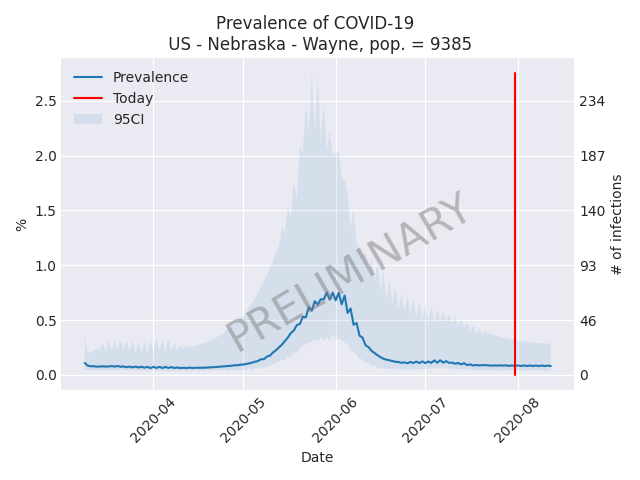 Prevalence of COVID-19
US - Nebraska - Wayne, pop. = 9385
Prevalence
Today
95CI
PRELIMINARY
%
2.5
2.0
1.5
1.0
0.5
0.0
234
187
140
93
46
0
# of infections
2020-04
2020-05
2020-06
2020-07
2020-08
Date